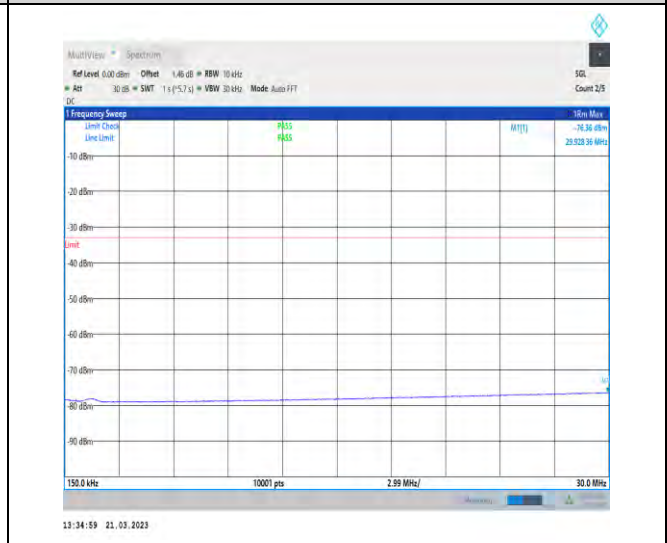 MultiView Spectrum
Ref Level 0.00 dBm Offset 1.46 dB RBW 10 kHz SGL
Att 30 dB SWT 1 s (~5.7 s) VBW 30 kHz Mode Auto FFT Count 2/5
DC
1 Frequency Sweep 1Rm Max
Limit Check PASS M1[1] -76.36 dBm
Line Limit PASS 29.928 36 MHz
-10 dBm
-20 dBm
-30 dBm
Limit
-40 dBm
-50 dBm
-60 dBm
-70 dBm
M1
-80 dBm
-90 dBm
150.0 kHz 10001 pts 2.99 MHz/ 30.0 MHz
13:34:59 21.03.2023